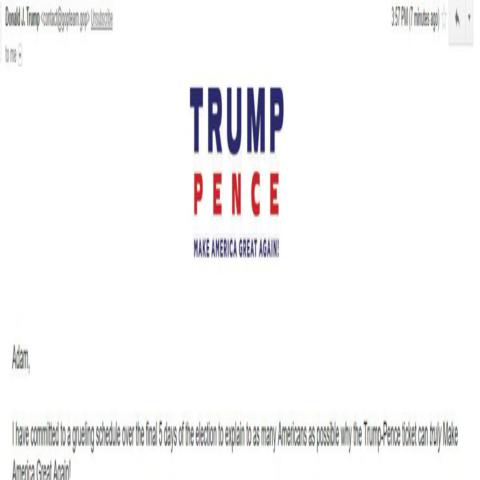 Donald J. Trump <contact@gopteam.gop> Unsubscribe 3:57 PM (7 minutes ago)
to me
TRUMP
PENCE
MAKE AMERICA GREAT AGAIN!
Adam,
I have committed to a grueling schedule over the final 5 days of the election to explain to as many Americans as possible why the Trump-Pence ticket can truly Make
America Great Again!